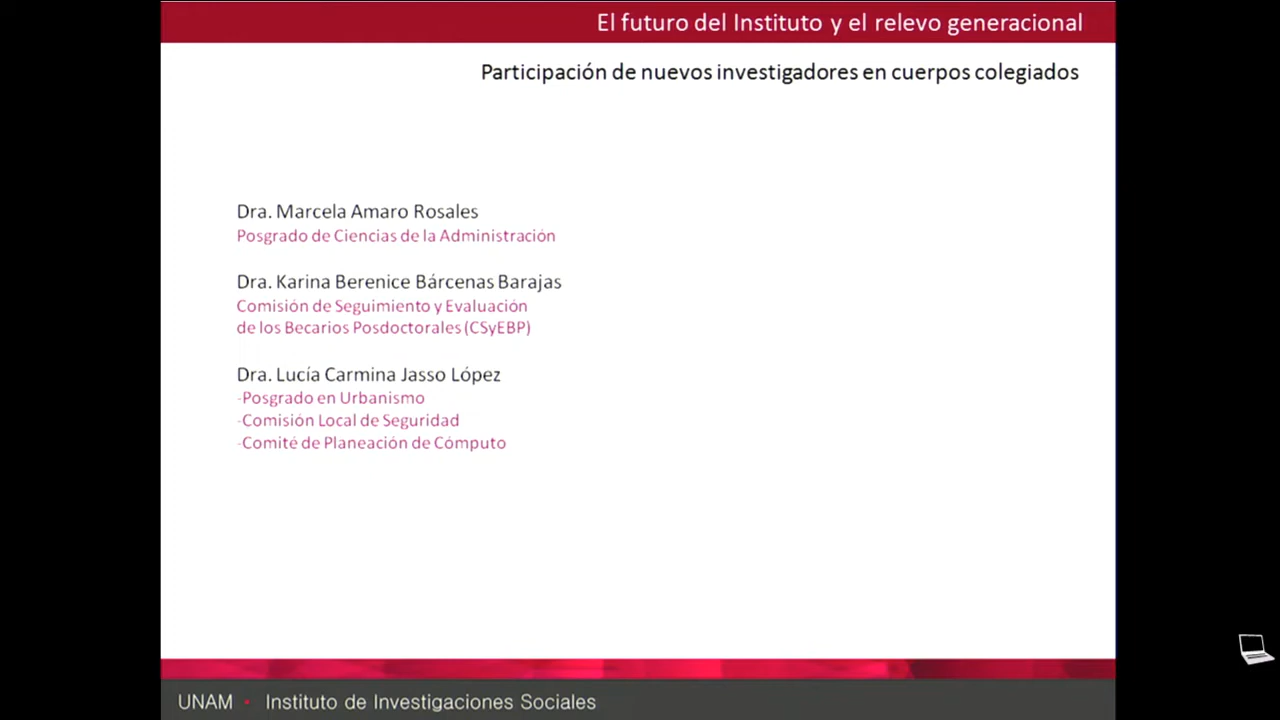 El futuro del Instituto y el relevo generacional
Participación de nuevos investigadores en cuerpos colegiados
Dra. Marcela Amaro Rosales
Posgrado de Ciencias de la Administración
Dra. Karina Berenice Bárcenas Barajas
Comisión de Seguimiento y Evaluación
de los Becarios Posdoctorales (CSyEBP)
Dra. Lucía Carmina Jasso López
-Posgrado en Urbanismo
-Comisión Local de Seguridad
-Comité de Planeación de Cómputo
UNAM • Instituto de Investigaciones Sociales